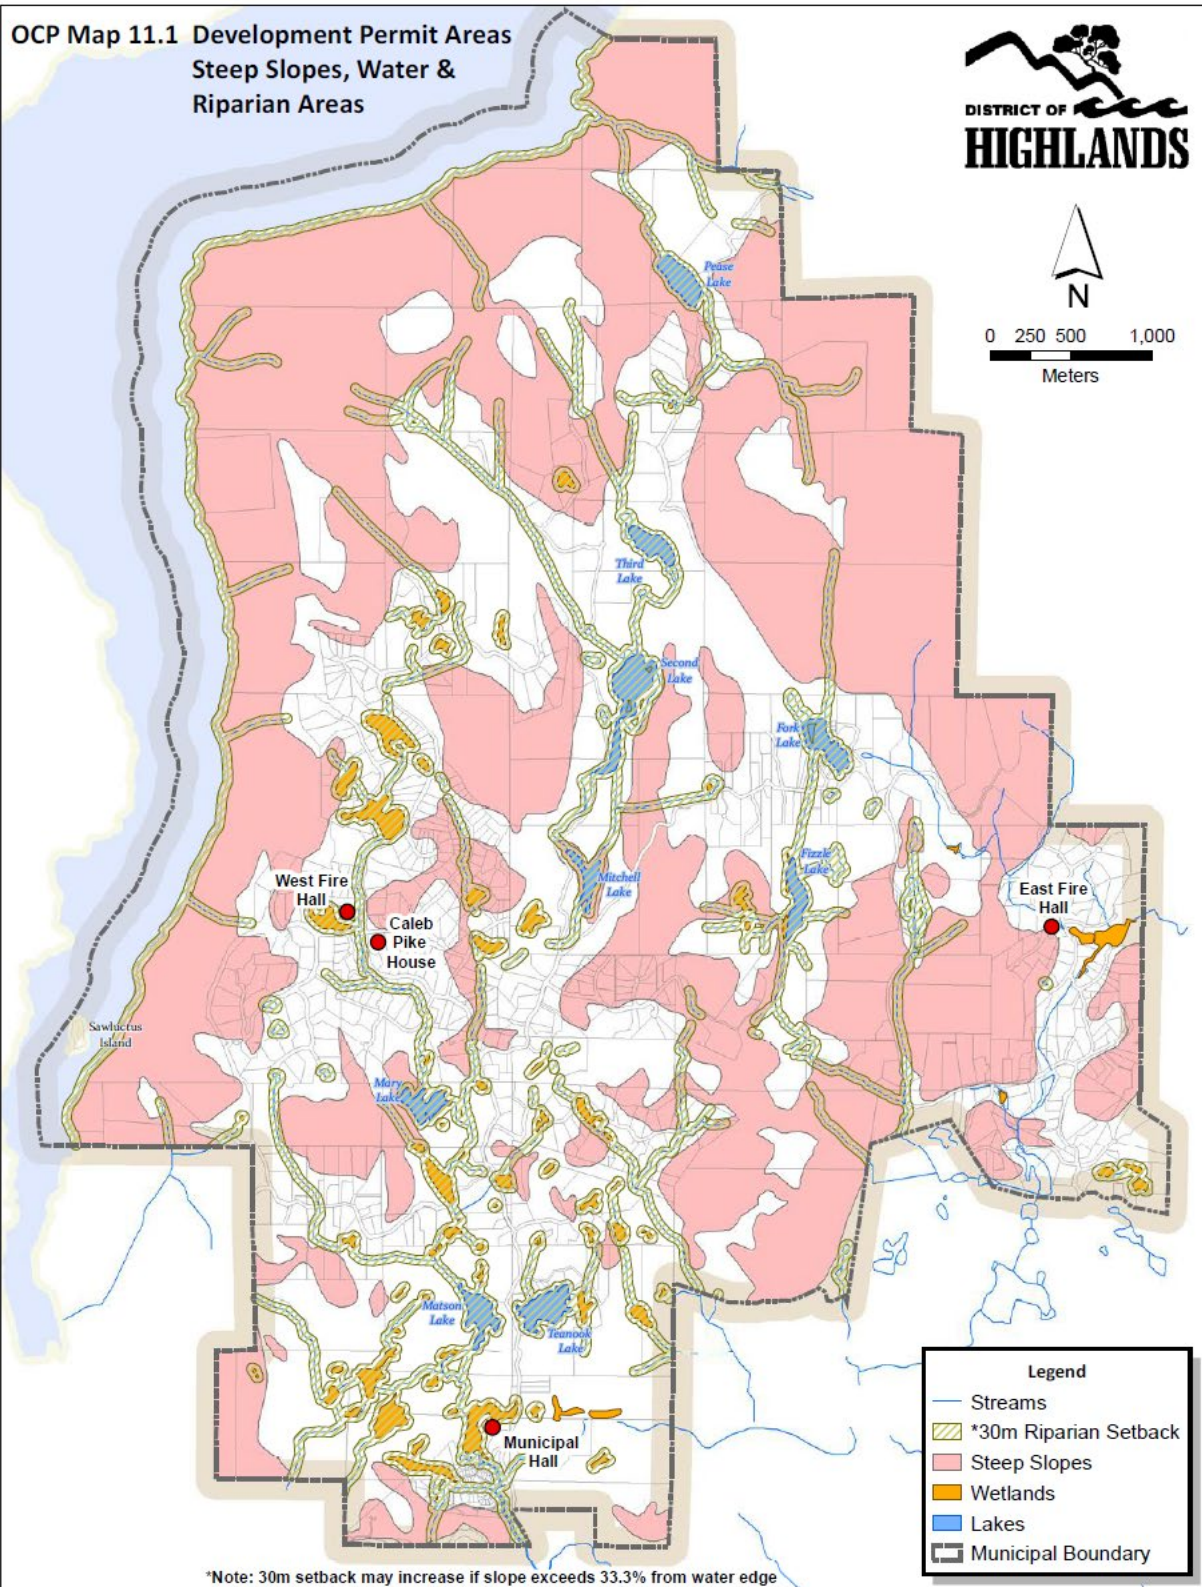 OCP Map 11.1 Development Permit Areas
Steep Slopes, Water &
Riparian Areas
DISTRICT OF
HIGHLANDS
N
0 250 500 1,000
Meters
Pease
Lake
Third
Lake
Second
Lake
Fork
Lake
Fizzle
Lake
Mitchell
Lake
West Fire
Hall
Caleb
Pike
House
East Fire
Hall
Sawluctus
Island
Mary
Lake
Matson
Lake
Teanook
Lake
Municipal
Hall
Legend
Streams
*30m Riparian Setback
Steep Slopes
Wetlands
Lakes
Municipal Boundary
*Note: 30m setback may increase if slope exceeds 33.3% from water edge